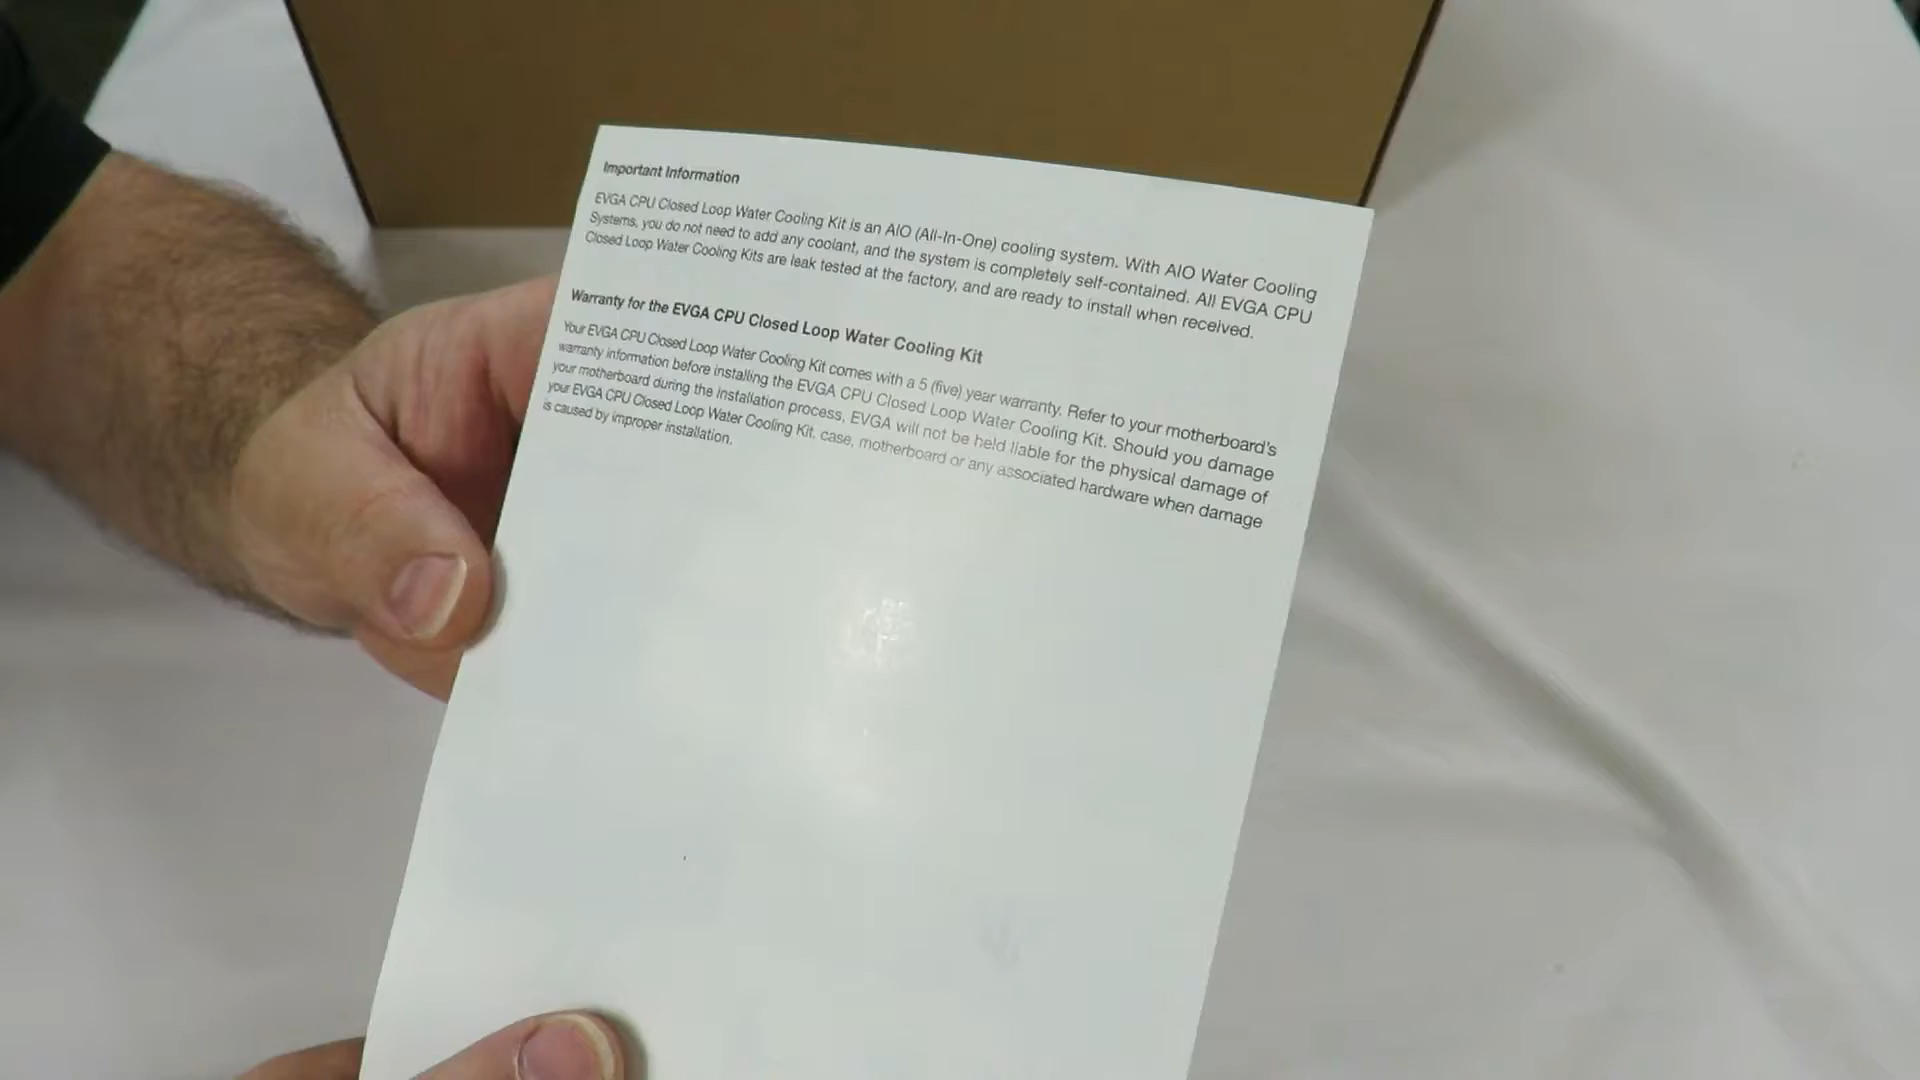 Important Information
EVGA CPU Closed Loop Water Cooling Kit is an AIO (All-In-One) cooling system. With AIO Water Cooling
Systems, you do not need to add any coolant, and the system is completely self-contained. All EVGA CPU
Closed Loop Water Cooling Kits are leak tested at the factory, and are ready to install when received.
Warranty for the EVGA CPU Closed Loop Water Cooling Kit
Your EVGA CPU Closed Loop Water Cooling Kit comes with a 5 (five) year warranty. Refer to your motherboard's
warranty information before installing the EVGA CPU Closed Loop Water Cooling Kit. Should you damage
your motherboard during the installation process, EVGA will not be held liable for the physical damage of
your EVGA CPU Closed Loop Water Cooling Kit, case, motherboard or any associated hardware when damage
is caused by improper installation.